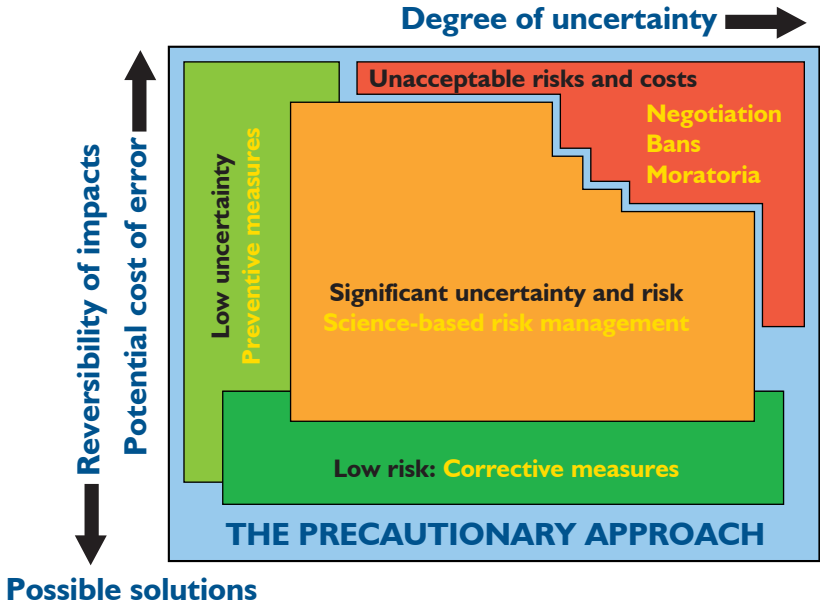 Degree of uncertainty
Reversibility of impacts
Potential cost of error
Unacceptable risks and costs
Negotiation
Bans
Moratoria
Low uncertainty
Preventive measures
Significant uncertainty and risk
Science-based risk management
Low risk: Corrective measures
THE PRECAUTIONARY APPROACH
Possible solutions